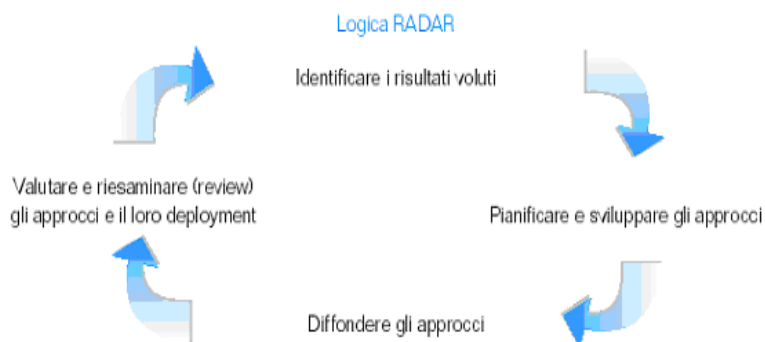 Logica RADAR
Identificare i risultati voluti
Valutare e riesaminare (review)
gli approcci e il loro deployment
Pianificare e sviluppare gli approcci
Diffondere gli approcci